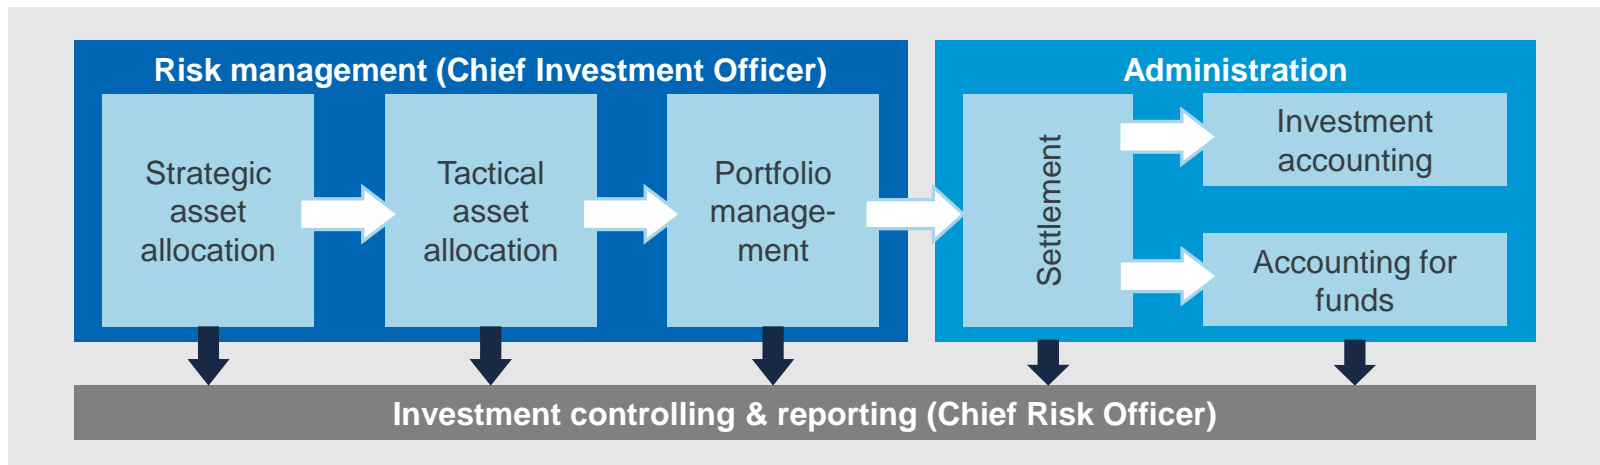 Risk management (Chief Investment Officer)
Strategic
asset
allocation
Tactical
asset
allocation
Portfolio
manage-
ment
Administration
Settlement
Investment
accounting
Accounting for
funds
Investment controlling & reporting (Chief Risk Officer)